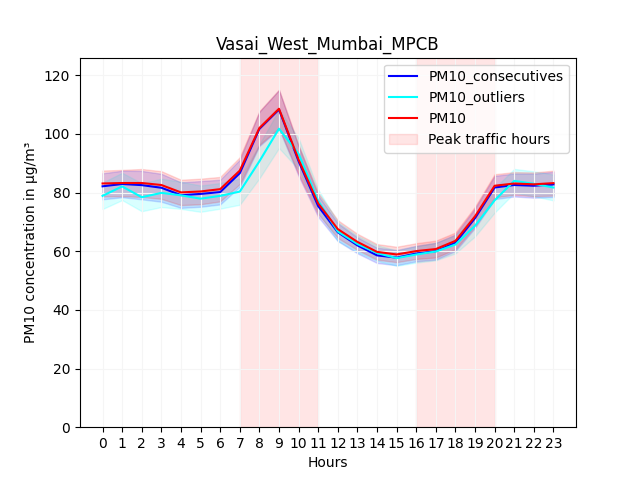 Vasai_West_Mumbai_MPCB
PM10 concentration in µg/m³
120
100
80
60
40
20
0
PM10_consecutives
PM10_outliers
PM10
Peak traffic hours
0 1 2 3 4 5 6 7 8 9 10 11 12 13 14 15 16 17 18 19 20 21 22 23
Hours